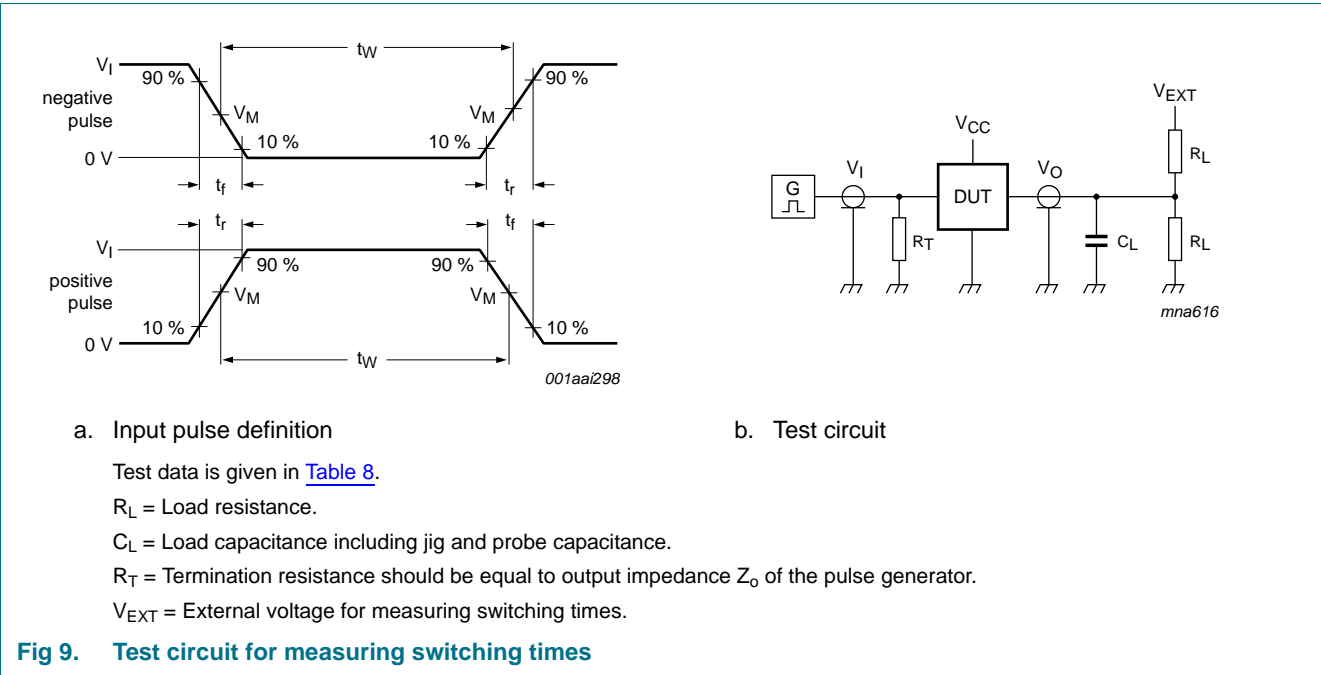 VI
negative
pulse
0 V
90 %
VM
10 %
tW
10 %
VM
90 %
tf
tr
tr
tf
VI
positive
pulse
0 V
90 %
VM
10 %
90 %
VM
10 %
tW
001aai298
G
VI
RT
VCC
DUT
VO
CL
VEXT
RL
RL
mna616
a. Input pulse definition
b. Test circuit
Test data is given in Table 8.
RL = Load resistance.
CL = Load capacitance including jig and probe capacitance.
RT = Termination resistance should be equal to output impedance Zo of the pulse generator.
VEXT = External voltage for measuring switching times.
Fig 9. Test circuit for measuring switching times